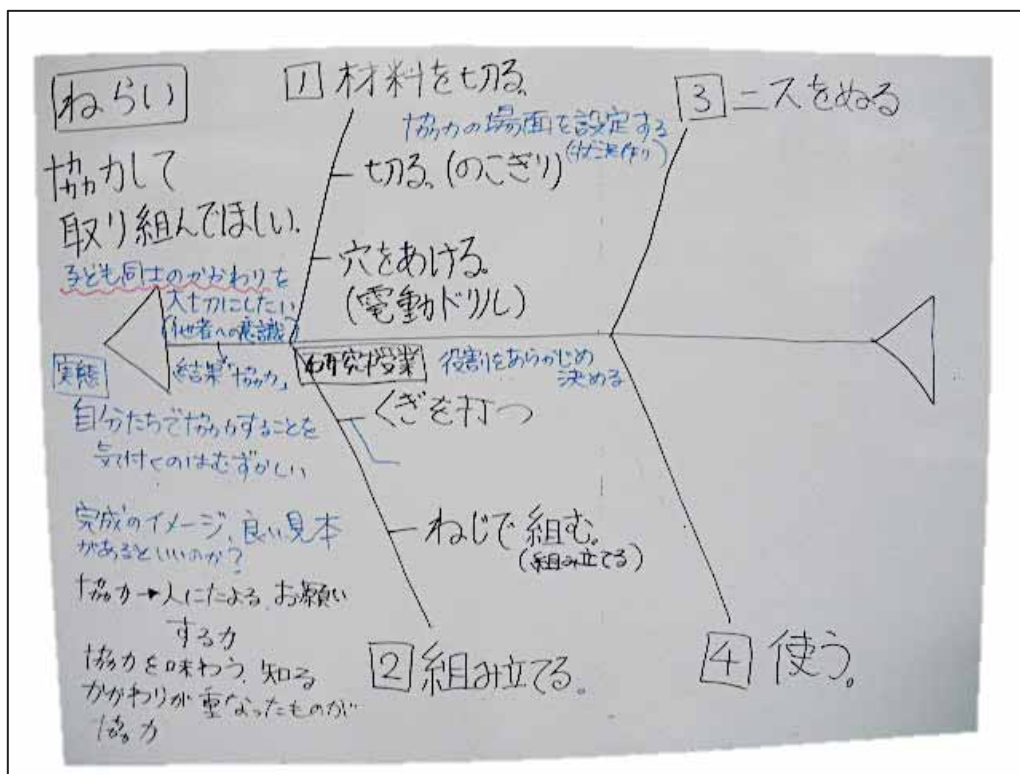 ねらい
協力して
取り組んでほしい。
子ども同士のかかわりを
大切にしたい
(他者への意識)
実態
結果「協力」
自分たちで協力することを
気付くのはむずかしい
完成のイメージ、良い見本
があるといいのか?
協力→人にたよる、お願い
する力
協力を味わう、知る
かかわりが重なったものが
協力
1 材料を切る。
協力の場面を設定する
(状況作り)
切る。(のこぎり)
穴をあける。
(電動ドリル)
研究授業
役割をあらかじめ
決める
くぎを打つ
ねじで組む。
(組み立てる)
2 組み立てる。
3 ニスをぬる
4 使う。